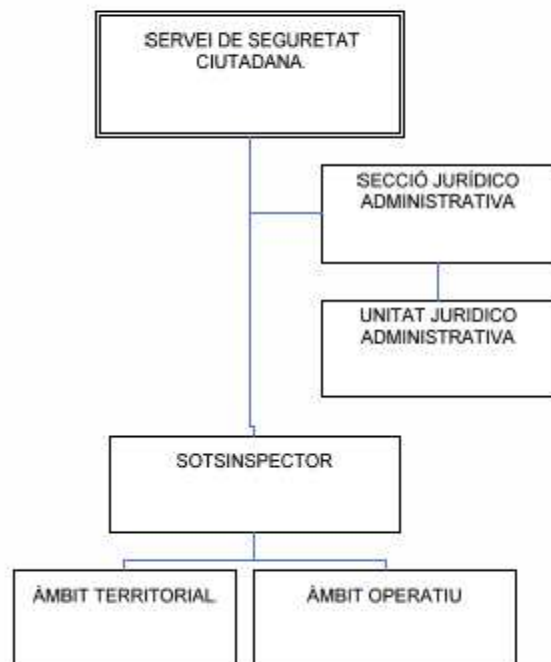 SERVEI DE SEGURETAT
CIUTADANA
SECCIÓ JURÍDICO
ADMINISTRATIVA
UNITAT JURIDICO
ADMINISTRATIVA
SOTSINSPECTOR
ÀMBIT TERRITORIAL
ÀMBIT OPERATIU